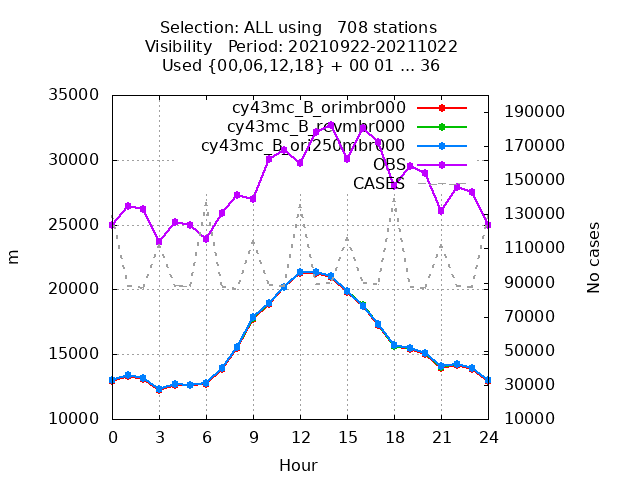 Selection: ALL using   708 stations
Visibility   Period: 20210922-20211022
Used {00,06,12,18} + 00 01 ... 36
cy43mc_B_orimbr000
cy43mc_B_revmbr000
cy43mc_B_ori250mbr000
OBS
CASES
35000
30000
25000
20000
15000
10000
m
190000
170000
150000
130000
110000
90000
70000
50000
30000
10000
No cases
0 3 6 9 12 15 18 21 24
Hour